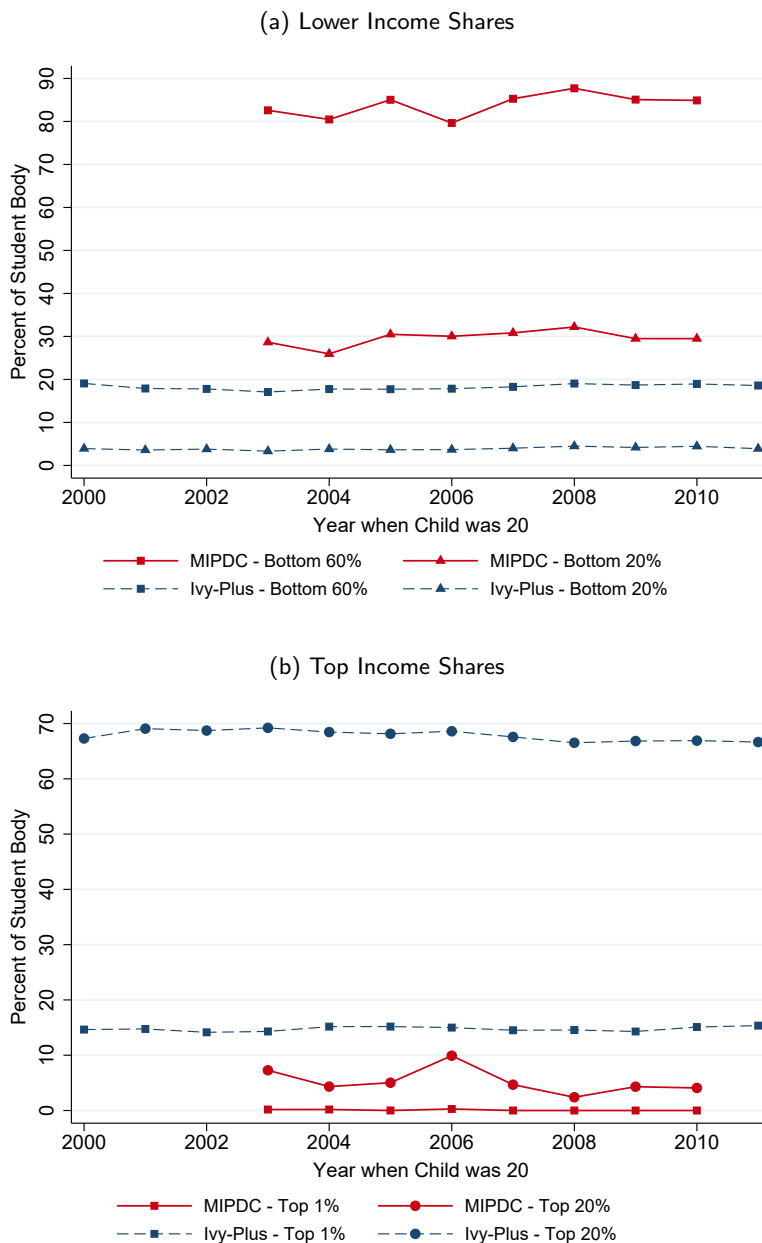 (a) Lower Income Shares
90
80
70
60
50
40
30
20
10
0
Percent of Student Body
2000 2002 2004 2006 2008 2010
Year when Child was 20
MIPDC - Bottom 60% MIPDC - Bottom 20%
Ivy-Plus - Bottom 60% Ivy-Plus - Bottom 20%
(b) Top Income Shares
70
60
50
40
30
20
10
0
Percent of Student Body
2000 2002 2004 2006 2008 2010
Year when Child was 20
MIPDC - Top 1% MIPDC - Top 20%
Ivy-Plus - Top 1% Ivy-Plus - Top 20%